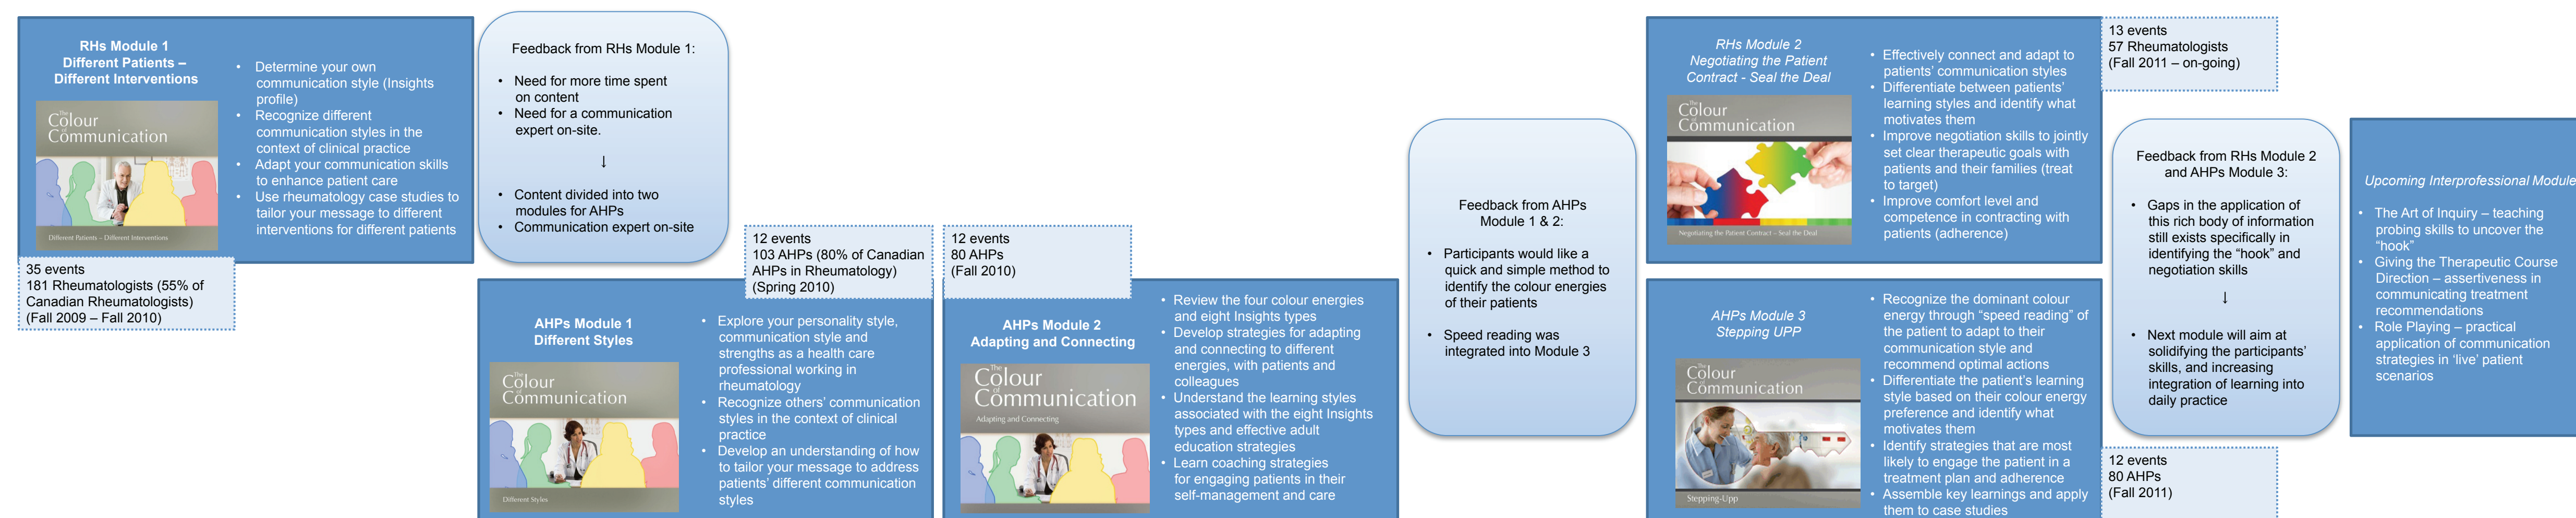 RHs Module 1
Different Patients –
Different Interventions
The
Colour
of
Communication
Different Patients – Different Interventions
• Determine your own
communication style (Insights
profile)
• Recognize different
communication styles in the
context of clinical practice
• Adapt your communication skills
to enhance patient care
• Use rheumatology case studies to
tailor your message to different
interventions for different patients
35 events
181 Rheumatologists (55% of
Canadian Rheumatologists)
(Fall 2009 – Fall 2010)
Feedback from RHs Module 1:
• Need for more time spent
on content
• Need for a communication
expert on-site.
↓
• Content divided into two
modules for AHPs
• Communication expert on-site
12 events
103 AHPs (80% of Canadian
AHPs in Rheumatology)
(Spring 2010)
AHPs Module 1
Different Styles
The
Colour
of
Communication
Different Styles
• Explore your personality style,
communication style and
strengths as a health care
professional working in
rheumatology
• Recognize others’ communication
styles in the context of clinical
practice
• Develop an understanding of how
to tailor your message to address
patients’ different communication
styles
12 events
80 AHPs
(Fall 2010)
AHPs Module 2
Adapting and Connecting
The
Colour
of
Communication
Adapting and Connecting
• Review the four colour energies
and eight Insights types
• Develop strategies for adapting
and connecting to different
energies, with patients and
colleagues
• Understand the learning styles
associated with the eight Insights
types and effective adult
education strategies
• Learn coaching strategies
for engaging patients in their
self-management and care
Feedback from AHPs
Module 1 & 2:
• Participants would like a
quick and simple method to
identify the colour energies
of their patients
• Speed reading was
integrated into Module 3
RHs Module 2
Negotiating the Patient
Contract - Seal the Deal
The
Colour
of
Communication
Negotiating the Patient Contract – Seal the Deal
• Effectively connect and adapt to
patients’ communication styles
• Differentiate between patients’
learning styles and identify what
motivates them
• Improve negotiation skills to jointly
set clear therapeutic goals with
patients and their families (treat
to target)
• Improve comfort level and
competence in contracting with
patients (adherence)
13 events
57 Rheumatologists
(Fall 2011 – on-going)
AHPs Module 3
Stepping UPP
The
Colour
of
Communication
Stepping-Upp
• Recognize the dominant colour
energy through “speed reading” of
the patient to adapt to their
communication style and
recommend optimal actions
• Differentiate the patient’s learning
style based on their colour energy
preference and identify what
motivates them
• Identify strategies that are most
likely to engage the patient in a
treatment plan and adherence
• Assemble key learnings and apply
them to case studies
12 events
80 AHPs
(Fall 2011)
Feedback from RHs Module 2
and AHPs Module 3:
• Gaps in the application of
this rich body of information
still exists specifically in
identifying the “hook” and
negotiation skills
↓
• Next module will aim at
solidifying the participants’
skills, and increasing
integration of learning into
daily practice
Upcoming Interprofessional Module
• The Art of Inquiry – teaching
probing skills to uncover the
“hook”
• Giving the Therapeutic Course
Direction – assertiveness in
communicating treatment
recommendations
• Role Playing – practical
application of communication
strategies in ‘live’ patient
scenarios